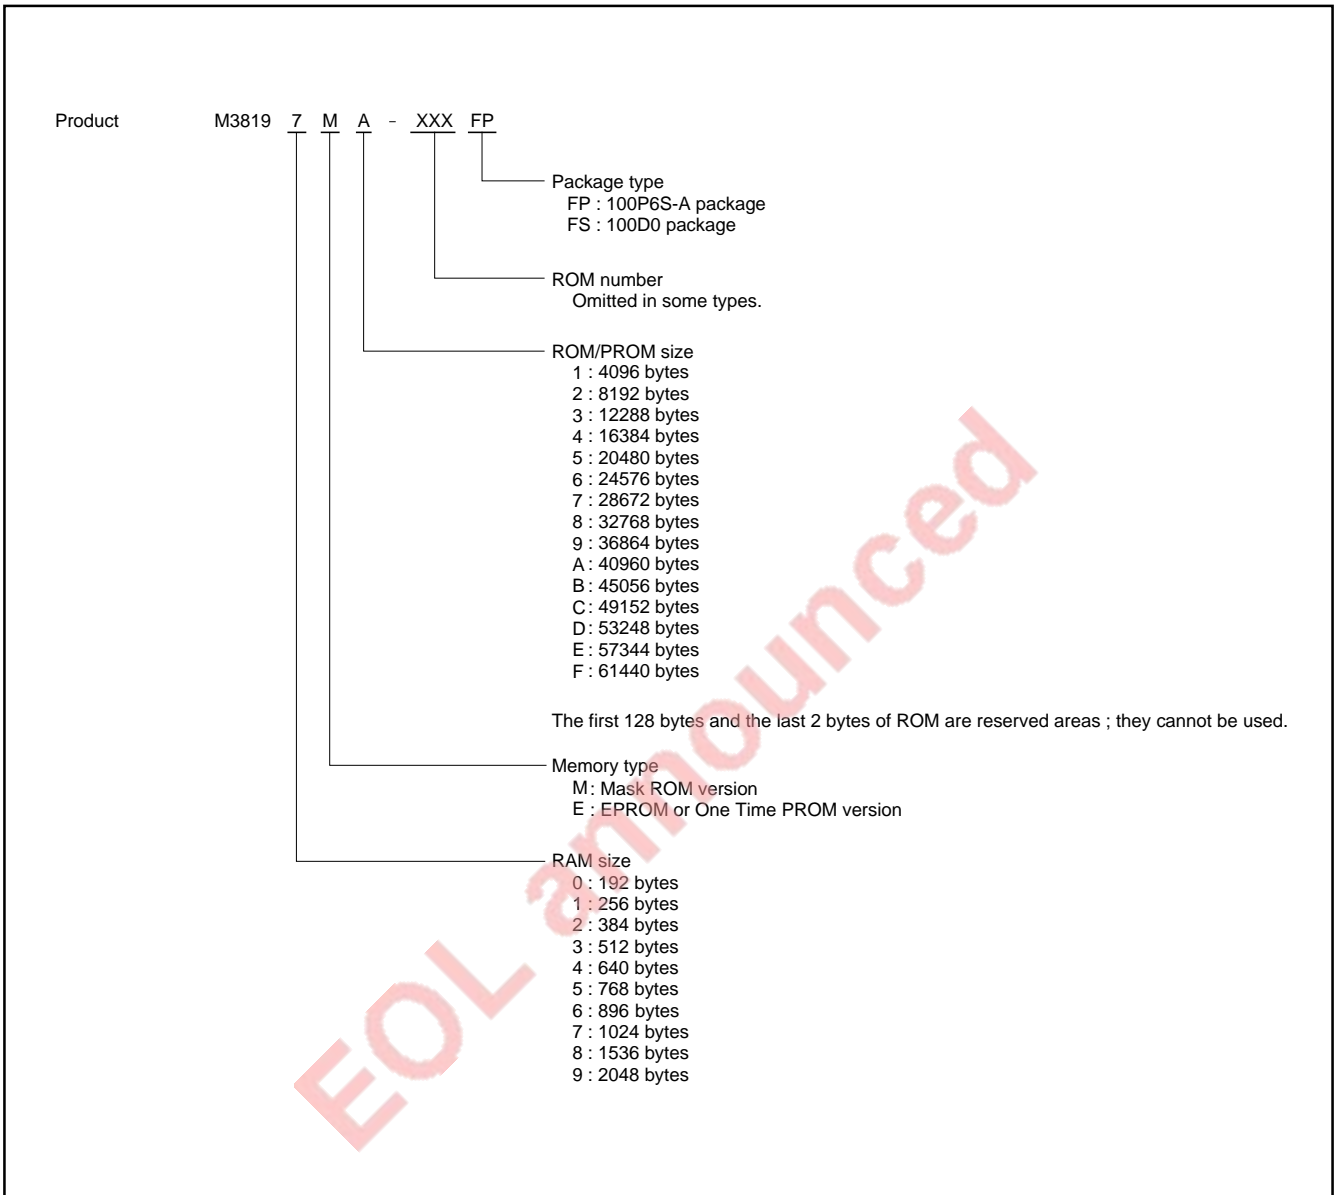 Product M3819 7 M A - XXX FP
Package type
FP : 100P6S-A package
FS : 100D0 package
ROM number
Omitted in some types.
ROM/PROM size
1 : 4096 bytes
2 : 8192 bytes
3 : 12288 bytes
4 : 16384 bytes
5 : 20480 bytes
6 : 24576 bytes
7 : 28672 bytes
8 : 32768 bytes
9 : 36864 bytes
A : 40960 bytes
B : 45056 bytes
C : 49152 bytes
D : 53248 bytes
E : 57344 bytes
F : 61440 bytes
The first 128 bytes and the last 2 bytes of ROM are reserved areas ; they cannot be used.
Memory type
M : Mask ROM version
E : EPROM or One Time PROM version
RAM size
0 : 192 bytes
1 : 256 bytes
2 : 384 bytes
3 : 512 bytes
4 : 640 bytes
5 : 768 bytes
6 : 896 bytes
7 : 1024 bytes
8 : 1536 bytes
9 : 2048 bytes
EOL announced